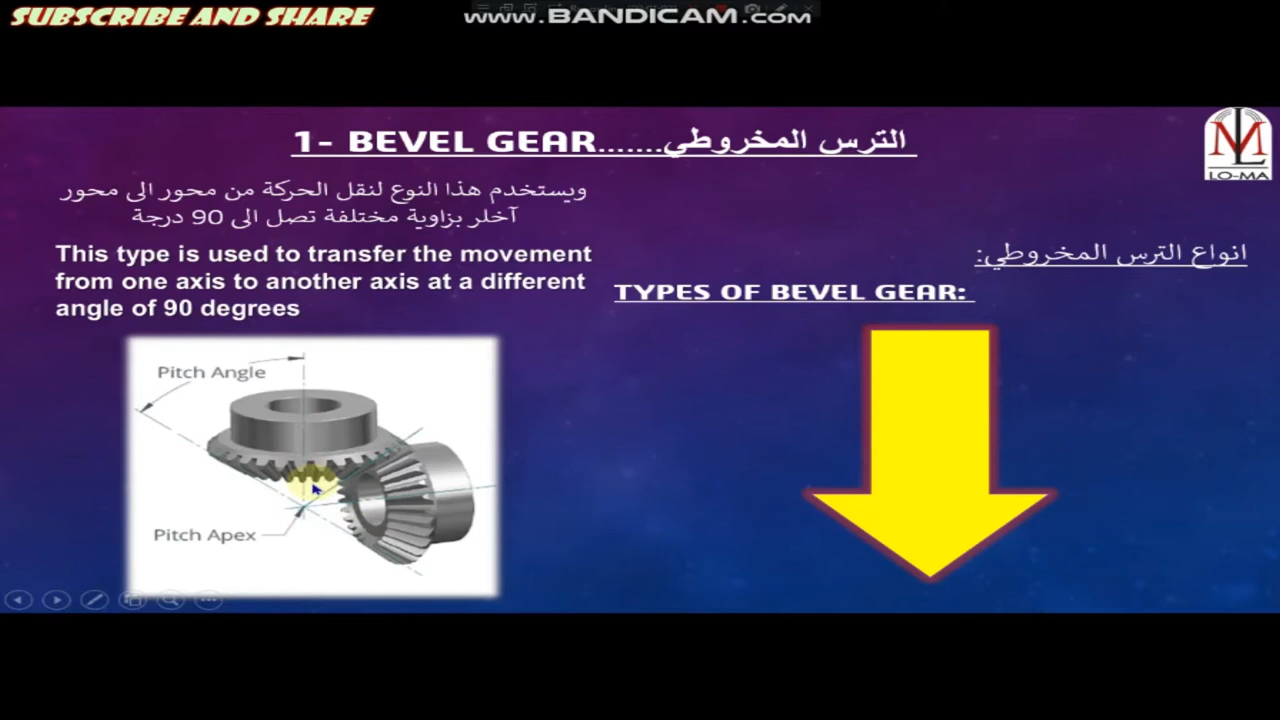 SUBSCRIBE AND SHARE
www.BANDICAM.com
1- BEVEL GEAR.......الترس المخروطي
LO-MA
ويستخدم هذا النوع لنقل الحركة من محور الى محور
آخلر بزاوية مختلفة تصل الى 90 درجة
This type is used to transfer the movement
from one axis to another axis at a different
angle of 90 degrees
انواع الترس المخروطي:
TYPES OF BEVEL GEAR:
Pitch Angle
Pitch Apex